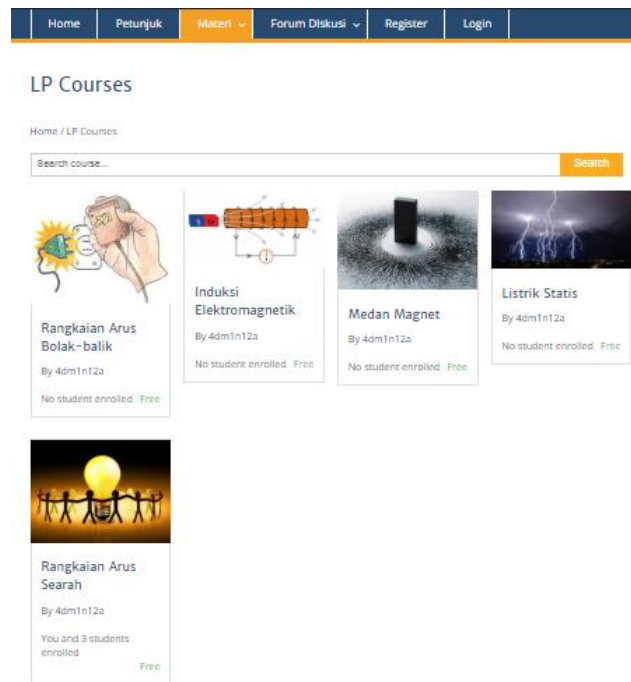 Home Petunjuk Materi Forum DIskusi Register Login
LP Courses
Home / LP Courses
Search course...
Search
Rangkaian Arus
Bolak-balik
By 4dm1n12a
No student enrolled Free
Induksi
Elektromagnetik
By 4dm1n12a
No student enrolled Free
Medan Magnet
By 4dm1n12a
No student enrolled Free
Listrik Statis
By 4dm1n12a
No student enrolled Free
Rangkaian Arus
Searah
By 4dm1n12a
You and 3 students
enrolled
Free